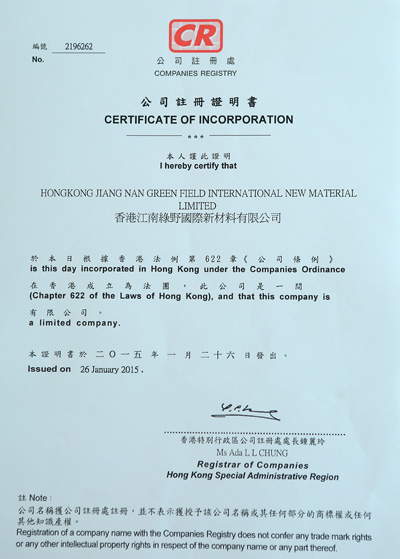 CR
編號 2196262
No.
公司註冊處
COMPANIES REGISTRY
公司註冊證明書
CERTIFICATE OF INCORPORATION
***
本人謹此證明
I hereby certify that
HONGKONG JIANG NAN GREEN FIELD INTERNATIONAL NEW MATERIAL
LIMITED
香港江南綠野國際新材料有限公司
於本日根據香港法例第622章《公司條例》
is this day incorporated in Hong Kong under the Companies Ordinance
在香港成立為法團，此公司是一間
(Chapter 622 of the Laws of Hong Kong), and that this company is
有限公司。
a limited company.
本證明書於二〇一五年一月二十六日發出。
Issued on 26 January 2015.
香港特別行政區公司註冊處處長鍾麗玲
Ms Ada L L CHUNG
Registrar of Companies
Hong Kong Special Administrative Region
註 Note:
公司名稱獲公司註冊處註冊，並不表示獲授予該公司名稱或其任何部分的商標權或任何
其他知識產權。
Registration of a company name with the Companies Registry does not confer any trade mark rights
or any other intellectual property rights in respect of the company name or any part thereof.